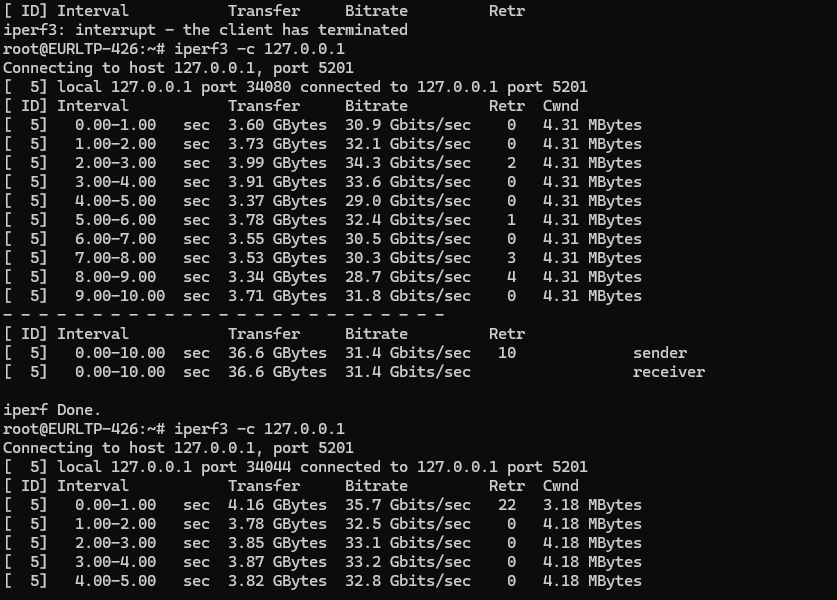 [ ID] Interval           Transfer     Bitrate         Retr
iperf3: interrupt - the client has terminated
root@EURLTP-426:~# iperf3 -c 127.0.0.1
Connecting to host 127.0.0.1, port 5201
[  5] local 127.0.0.1 port 34080 connected to 127.0.0.1 port 5201
[ ID] Interval           Transfer     Bitrate         Retr  Cwnd
[  5]   0.00-1.00   sec  3.60 GBytes  30.9 Gbits/sec    0   4.31 MBytes
[  5]   1.00-2.00   sec  3.73 GBytes  32.1 Gbits/sec    0   4.31 MBytes
[  5]   2.00-3.00   sec  3.99 GBytes  34.3 Gbits/sec    2   4.31 MBytes
[  5]   3.00-4.00   sec  3.91 GBytes  33.6 Gbits/sec    0   4.31 MBytes
[  5]   4.00-5.00   sec  3.37 GBytes  29.0 Gbits/sec    0   4.31 MBytes
[  5]   5.00-6.00   sec  3.78 GBytes  32.4 Gbits/sec    1   4.31 MBytes
[  5]   6.00-7.00   sec  3.55 GBytes  30.5 Gbits/sec    0   4.31 MBytes
[  5]   7.00-8.00   sec  3.53 GBytes  30.3 Gbits/sec    3   4.31 MBytes
[  5]   8.00-9.00   sec  3.34 GBytes  28.7 Gbits/sec    4   4.31 MBytes
[  5]   9.00-10.00  sec  3.71 GBytes  31.8 Gbits/sec    0   4.31 MBytes
- - - - - - - - - - - - - - - - - - - - - - - - -
[ ID] Interval           Transfer     Bitrate         Retr
[  5]   0.00-10.00  sec  36.6 GBytes  31.4 Gbits/sec   10             sender
[  5]   0.00-10.00  sec  36.6 GBytes  31.4 Gbits/sec                  receiver
iperf Done.
root@EURLTP-426:~# iperf3 -c 127.0.0.1
Connecting to host 127.0.0.1, port 5201
[  5] local 127.0.0.1 port 34044 connected to 127.0.0.1 port 5201
[ ID] Interval           Transfer     Bitrate         Retr  Cwnd
[  5]   0.00-1.00   sec  4.16 GBytes  35.7 Gbits/sec   22   3.18 MBytes
[  5]   1.00-2.00   sec  3.78 GBytes  32.5 Gbits/sec    0   4.18 MBytes
[  5]   2.00-3.00   sec  3.85 GBytes  33.1 Gbits/sec    0   4.18 MBytes
[  5]   3.00-4.00   sec  3.87 GBytes  33.2 Gbits/sec    0   4.18 MBytes
[  5]   4.00-5.00   sec  3.82 GBytes  32.8 Gbits/sec    0   4.18 MBytes